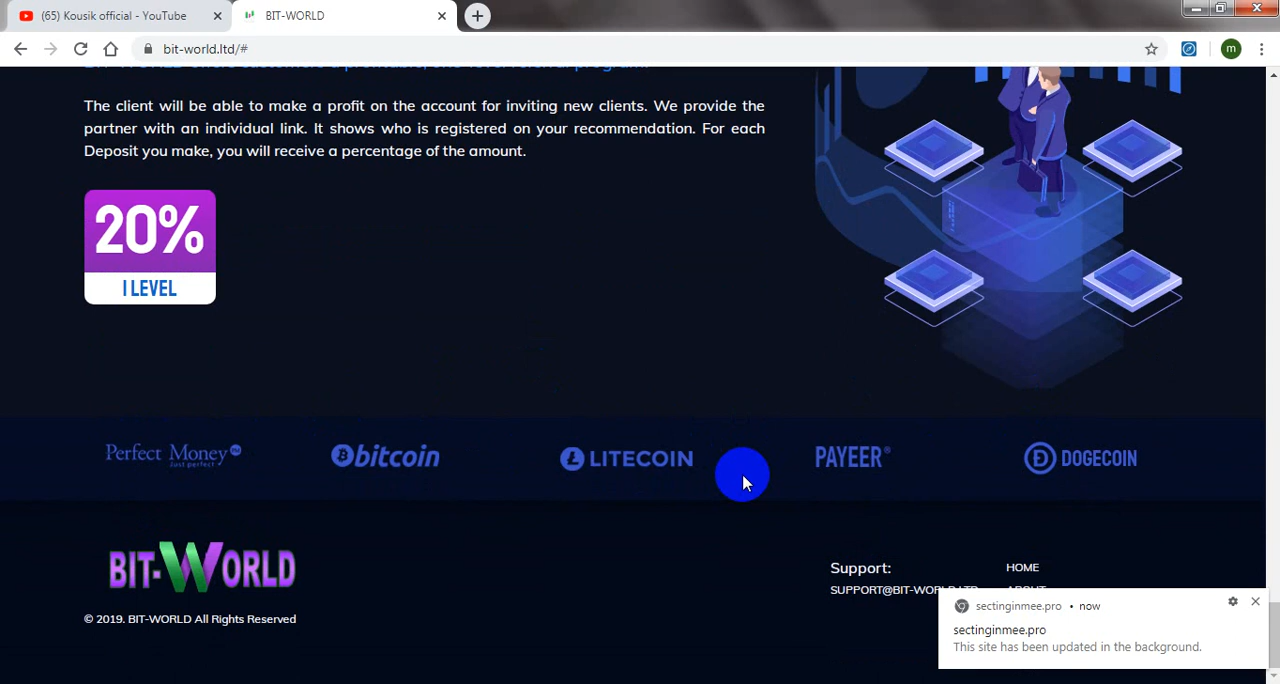 (65) Kousik official - YouTube
BIT-WORLD
bit-world.ltd/#
m
The client will be able to make a profit on the account for inviting new clients. We provide the
partner with an individual link. It shows who is registered on your recommendation. For each
Deposit you make, you will receive a percentage of the amount.
20%
I LEVEL
Perfect Money PM
Just perfect
bitcoin
LITECOIN
PAYEER®
DOGECOIN
BIT-WORLD
© 2019. BIT-WORLD All Rights Reserved
Support:
HOME
sectinginmee.pro • now
sectinginmee.pro
This site has been updated in the background.